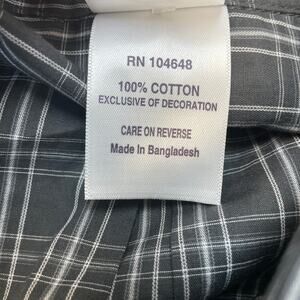 RN 104648
100% COTTON
EXCLUSIVE OF DECORATION
CARE ON REVERSE
Made In Bangladesh